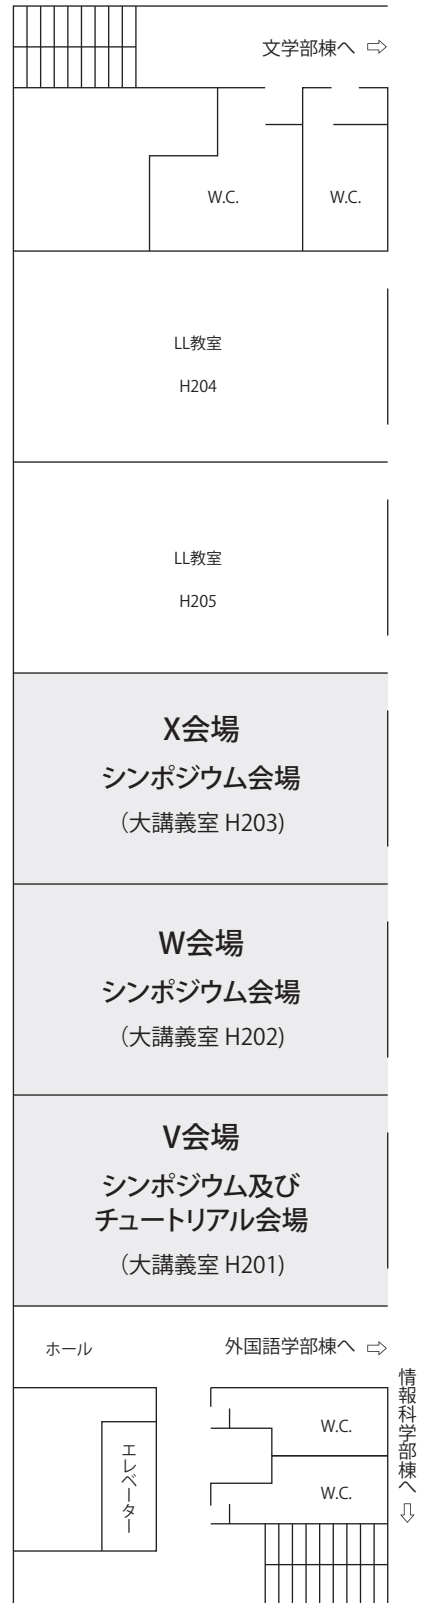 文学部棟へ ⇨
W.C.
W.C.
LL教室
H204
LL教室
H205
X会場
シンポジウム会場
（大講義室 H203)
W会場
シンポジウム会場
（大講義室 H202)
V会場
シンポジウム及び
チュートリアル会場
（大講義室 H201)
ホール
外国語学部棟へ ⇨
情報科学部棟へ ⇩
W.C.
エレベーター
W.C.